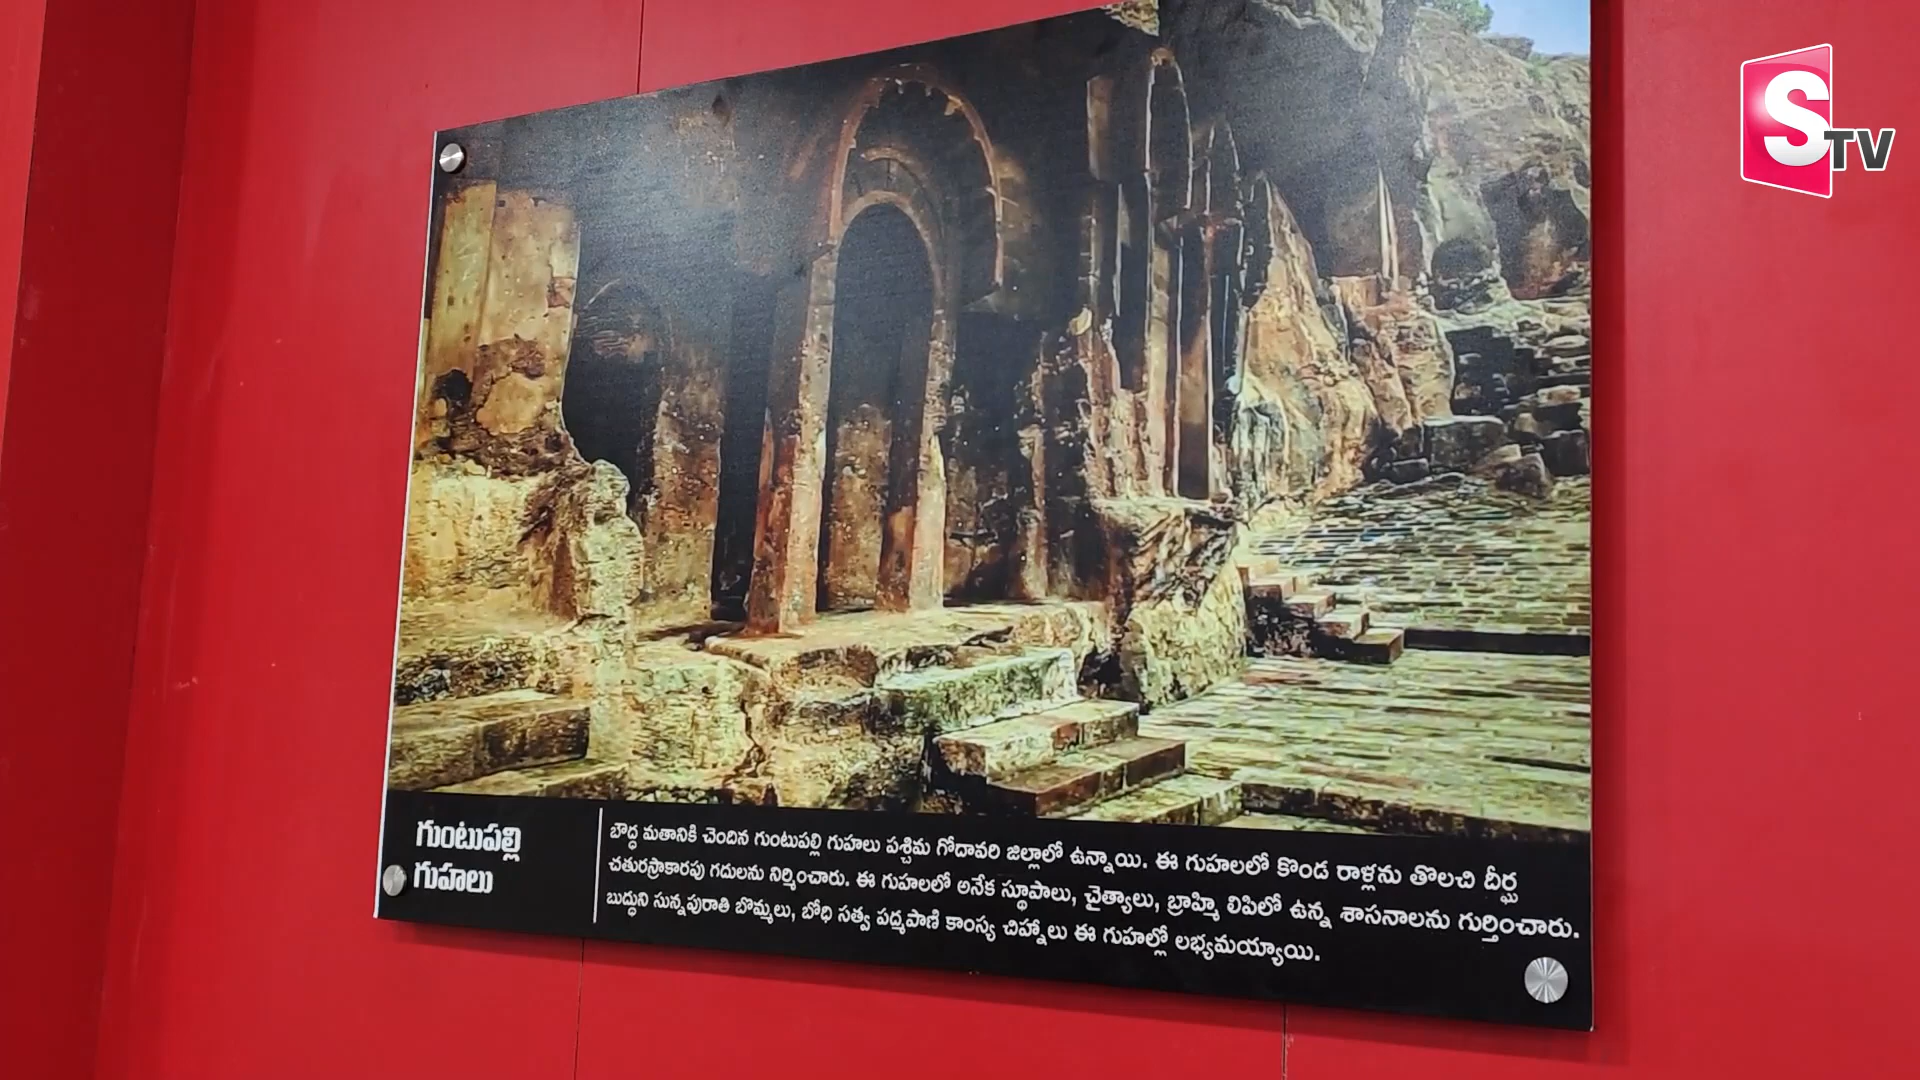 STV
గుంటుపల్లి
గుహలు
బౌద్ధ మతానికి చెందిన గుంటుపల్లి గుహలు పశ్చిమ గోదావరి జిల్లాలో ఉన్నాయి. ఈ గుహలలో కొండ రాళ్లను తొలచి దీర్ఘ
చతురస్రాకారపు గదులను నిర్మించారు. ఈ గుహలలో అనేక స్థూపాలు, చైత్యాలు, బ్రాహ్మి లిపిలో ఉన్న శాసనాలను గుర్తించారు.
బుద్ధుని సున్నపురాతి బొమ్మలు, బోధి సత్వ పద్మపాణి కాంస్య చిహ్నాలు ఈ గుహల్లో లభ్యమయ్యాయి.